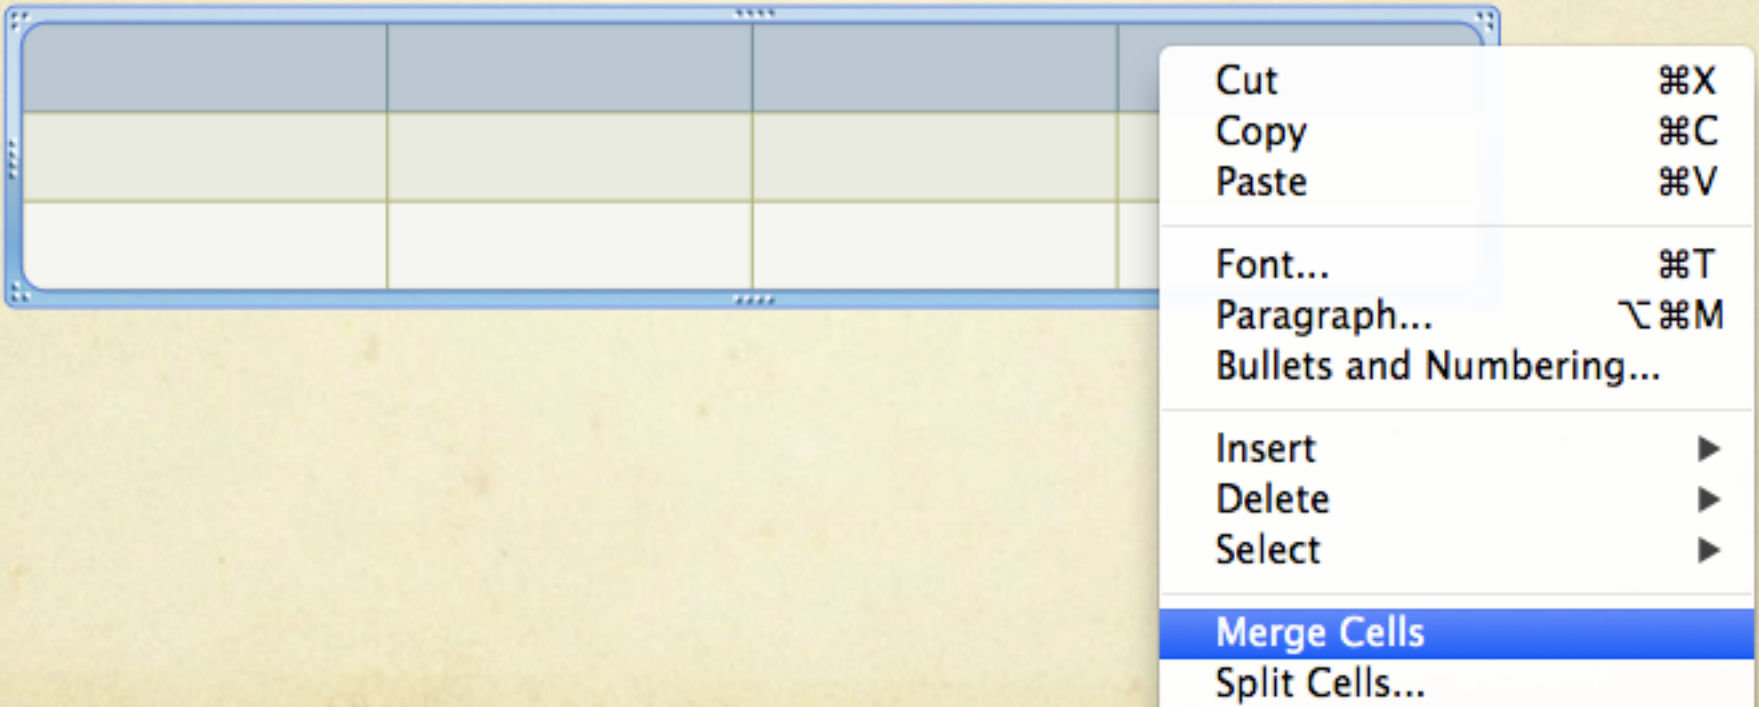 Cut ⌘X
Copy ⌘C
Paste ⌘V
Font... ⌘T
Paragraph... ⌥⌘M
Bullets and Numbering...
Insert ▶
Delete ▶
Select ▶
Merge Cells
Split Cells...